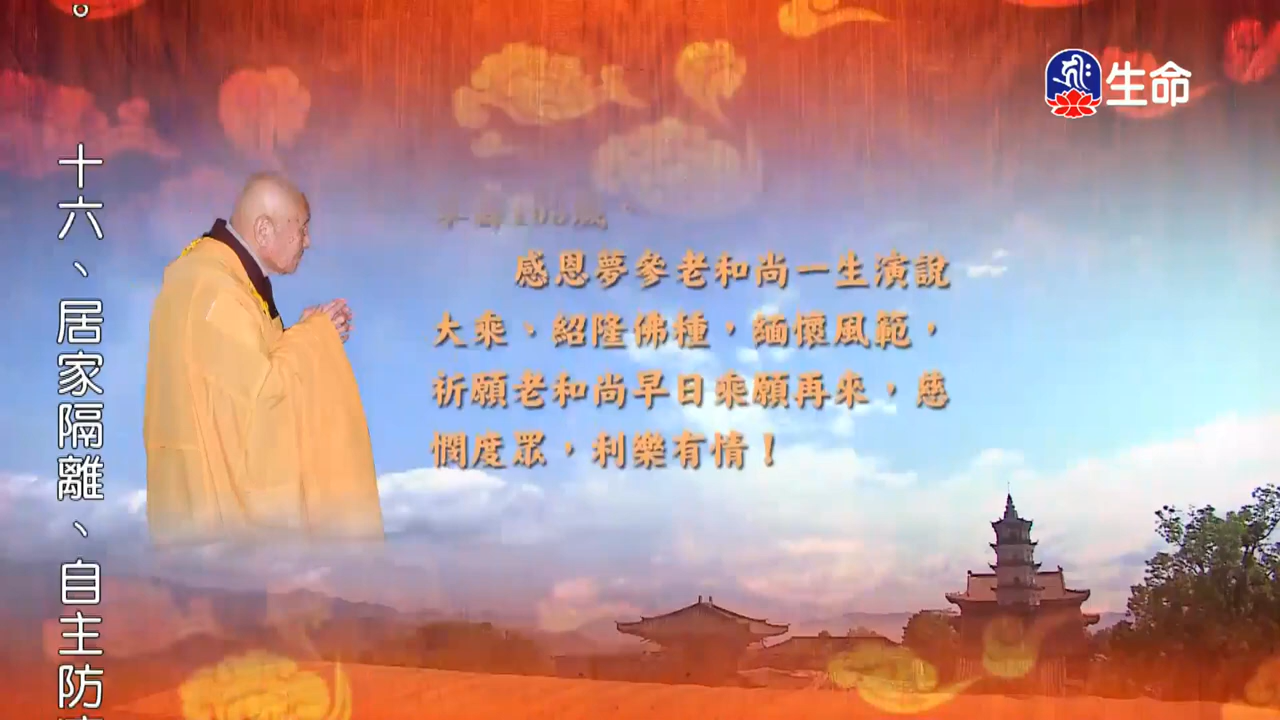 生命
感恩夢參老和尚一生演說
大乘、紹隆佛種，緬懷風範，
祈願老和尚早日乘願再來，慈
憫度眾，利樂有情！
。十六、居家隔離、自主防